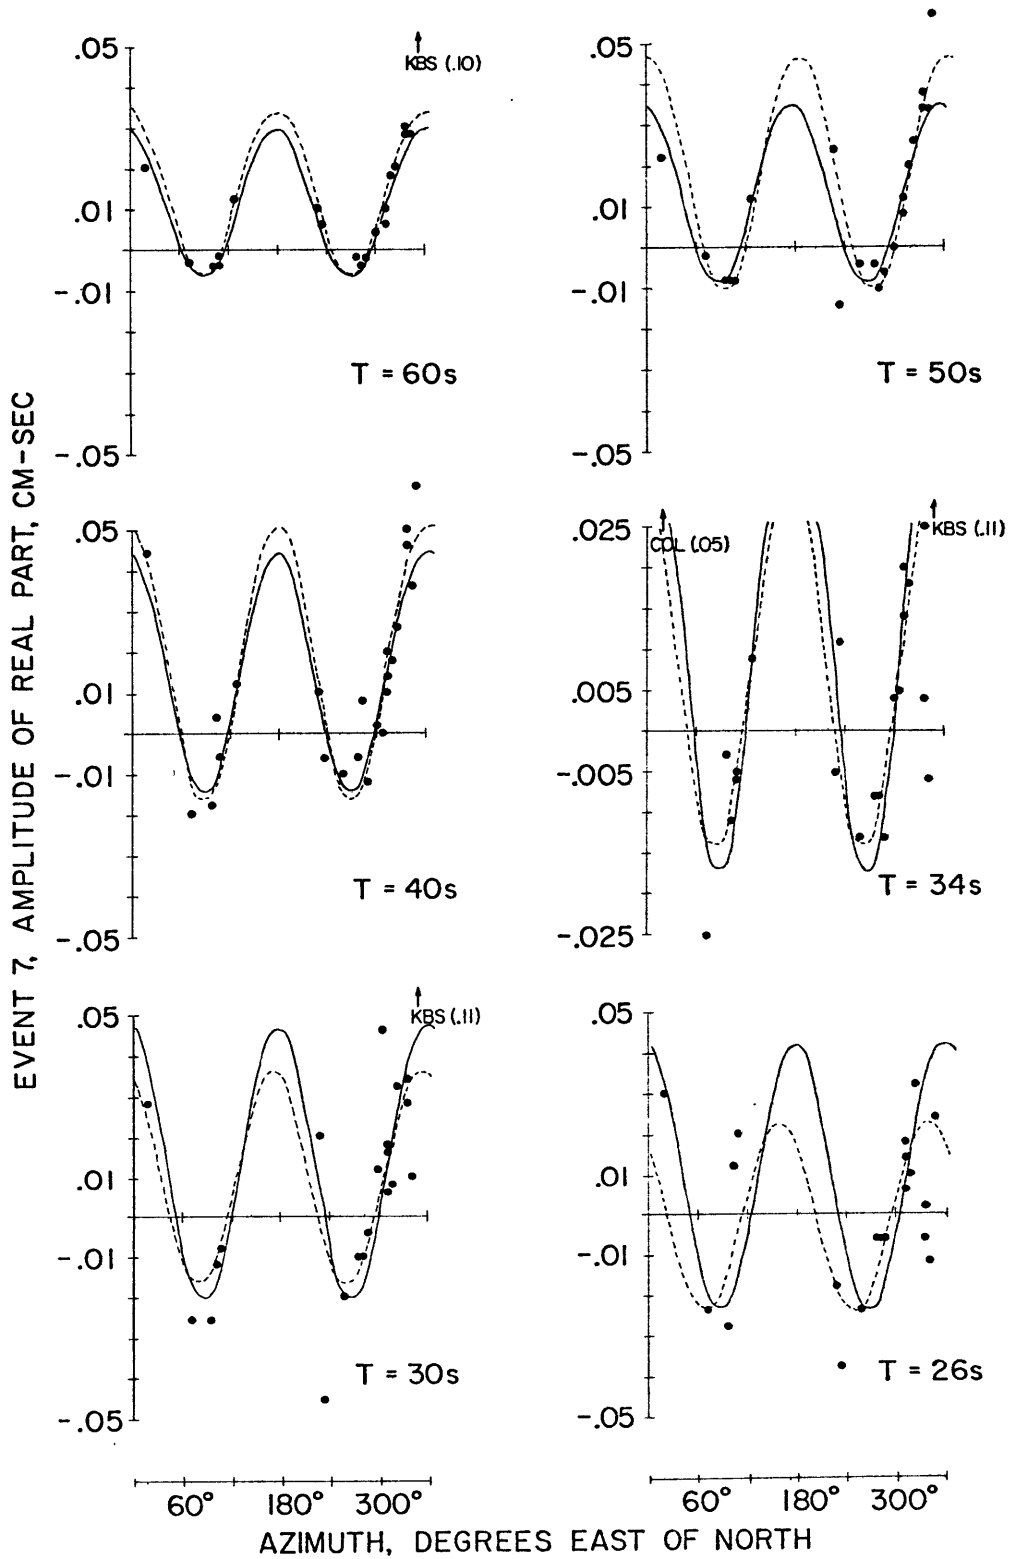 EVENT 7, AMPLITUDE OF REAL PART, CM-SEC
.05
.01
-.01
-.05
KBS (.10)
T = 60s
.05
.01
-.01
-.05
T = 50s
.05
.01
-.01
-.05
T = 40s
.025
.005
-.005
-.025
COL (.05)
KBS (.11)
T = 34s
.05
.01
-.01
-.05
KBS (.11)
T = 30s
.05
.01
-.01
-.05
T = 26s
60° 180° 300°
60° 180° 300°
AZIMUTH, DEGREES EAST OF NORTH